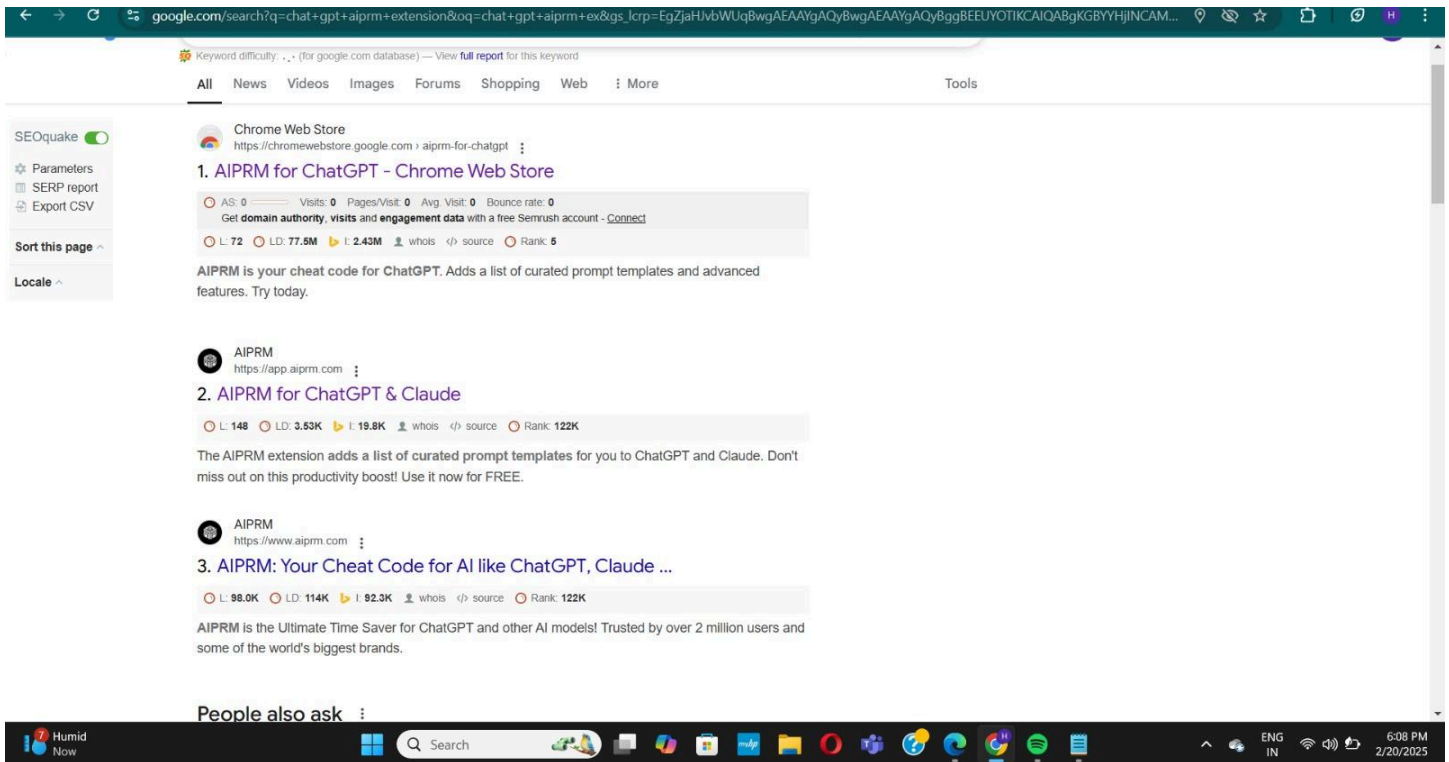 google.com/search?q=chat+gpt+aiprm+extension&oq=chat+gpt+aiprm+ex&gs_lcrp=EgZjaHJvbWUqBwgAEAAYgAQyBwgAEAAYgAQyBggBEEUYOTIKCAIQABgKGBYYHjINCAM...
H
Keyword difficulty: (for google.com database) — View full report for this keyword
All News Videos Images Forums Shopping Web More Tools
SEOquake
Parameters
SERP report
Export CSV
Sort this page
Locale
Chrome Web Store
https://chromewebstore.google.com › aiprm-for-chatgpt
1. AIPRM for ChatGPT - Chrome Web Store
AS: 0 Visits: 0 Pages/Visit: 0 Avg. Visit: 0 Bounce rate: 0
Get domain authority, visits and engagement data with a free Semrush account - Connect
L: 72 LD: 77.5M I: 2.43M whois </> source Rank: 5
AIPRM is your cheat code for ChatGPT. Adds a list of curated prompt templates and advanced
features. Try today.
AIPRM
https://app.aiprm.com
2. AIPRM for ChatGPT & Claude
L: 148 LD: 3.53K I: 19.8K whois </> source Rank: 122K
The AIPRM extension adds a list of curated prompt templates for you to ChatGPT and Claude. Don't
miss out on this productivity boost! Use it now for FREE.
AIPRM
https://www.aiprm.com
3. AIPRM: Your Cheat Code for AI like ChatGPT, Claude ...
L: 98.0K LD: 114K I: 92.3K whois </> source Rank: 122K
AIPRM is the Ultimate Time Saver for ChatGPT and other AI models! Trusted by over 2 million users and
some of the world's biggest brands.
People also ask
7 Humid
Now
Search
ENG
IN
6:08 PM
2/20/2025